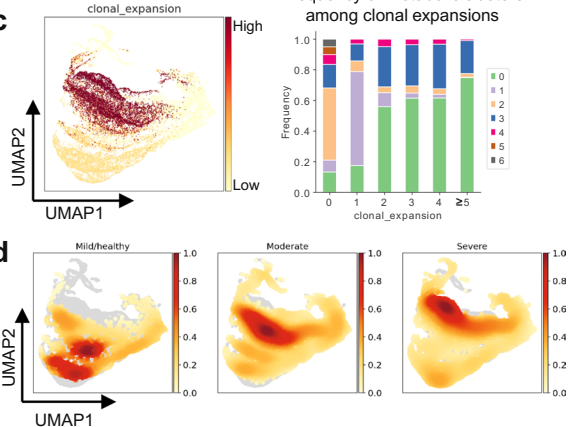 c
clonal_expansion
High
Low
UMAP2
UMAP1
among clonal expansions
Frequency
1.0
0.8
0.6
0.4
0.2
0.0
0 1 2 3 4 ≥5
clonal_expansion
0
1
2
3
4
5
6
d
Mild/healthy
1.0
0.8
0.6
0.4
0.2
0.0
Moderate
1.0
0.8
0.6
0.4
0.2
0.0
Severe
1.0
0.8
0.6
0.4
0.2
0.0
UMAP2
UMAP1